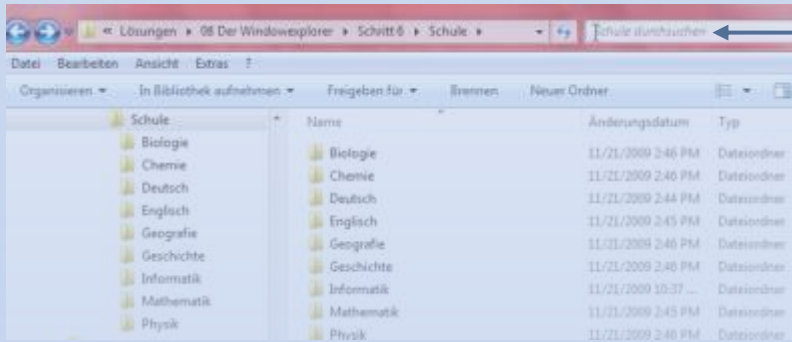 « Lösungen ▸ 08 Der Windowexplorer ▸ Schritt 6 ▸ Schule ▸ Schule durchsuchen
Datei Bearbeiten Ansicht Extras ?
Organisieren In Bibliothek aufnehmen Freigeben für Brennen Neuer Ordner
Schule
Biologie
Chemie
Deutsch
Englisch
Geografie
Geschichte
Informatik
Mathematik
Physik
Name Änderungsdatum Typ
Biologie 11/21/2009 2:46 PM Dateiordner
Chemie 11/21/2009 2:46 PM Dateiordner
Deutsch 11/21/2009 2:44 PM Dateiordner
Englisch 11/21/2009 2:45 PM Dateiordner
Geografie 11/21/2009 2:46 PM Dateiordner
Geschichte 11/21/2009 2:46 PM Dateiordner
Informatik 11/21/2009 10:37 ... Dateiordner
Mathematik 11/21/2009 2:45 PM Dateiordner
Physik 11/21/2009 2:46 PM Dateiordner